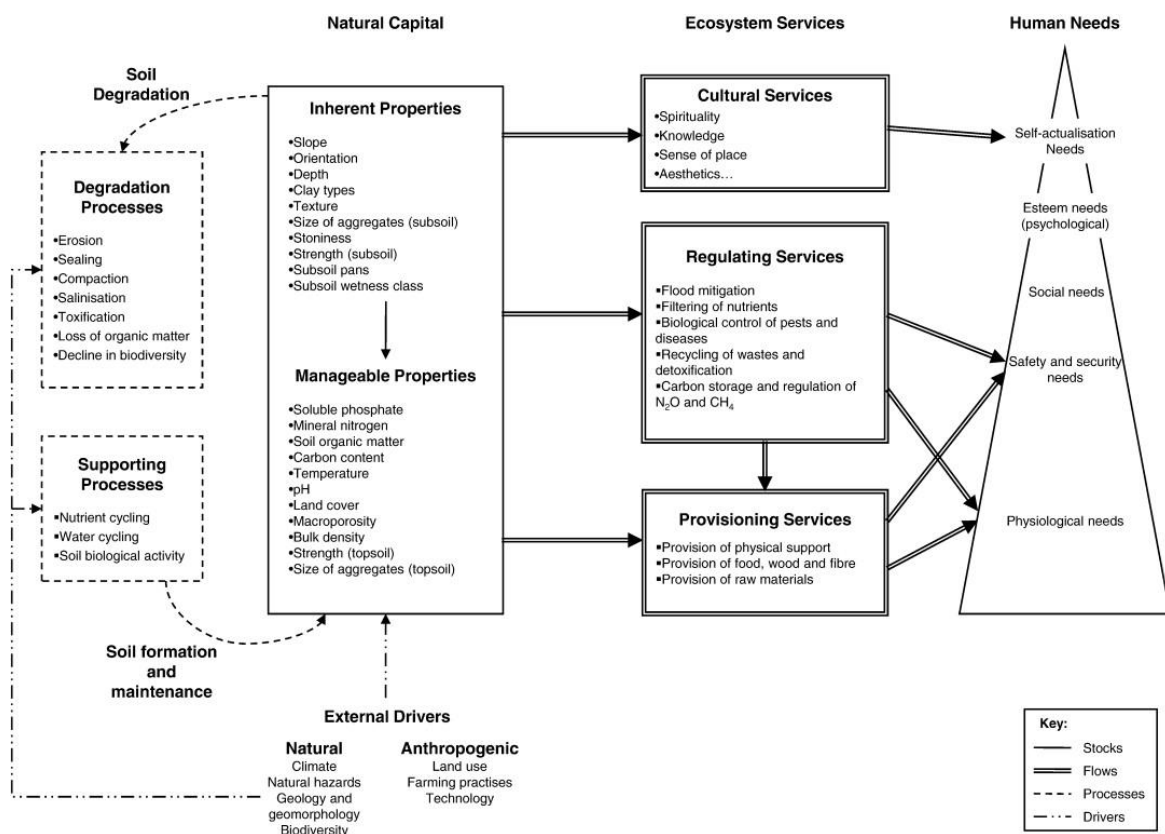 Natural Capital
Ecosystem Services
Human Needs
Soil
Degradation
Degradation
Processes
•Erosion
•Sealing
•Compaction
•Salinisation
•Toxification
•Loss of organic matter
•Decline in biodiversity
Supporting
Processes
▪Nutrient cycling
▪Water cycling
▪Soil biological activity
Soil formation
and
maintenance
Inherent Properties
•Slope
•Orientation
•Depth
•Clay types
•Texture
•Size of aggregates (subsoil)
•Stoniness
•Strength (subsoil)
•Subsoil pans
•Subsoil wetness class
Manageable Properties
•Soluble phosphate
•Mineral nitrogen
•Soil organic matter
•Carbon content
•Temperature
•pH
•Land cover
•Macroporosity
•Bulk density
•Strength (topsoil)
•Size of aggregates (topsoil)
External Drivers
Natural
Climate
Natural hazards
Geology and
geomorphology
Biodiversity
Anthropogenic
Land use
Farming practises
Technology
Cultural Services
•Spirituality
•Knowledge
•Sense of place
•Aesthetics…
Regulating Services
▪Flood mitigation
▪Filtering of nutrients
▪Biological control of pests and
diseases
▪Recycling of wastes and
detoxification
▪Carbon storage and regulation of
N₂O and CH₄
Provisioning Services
▪Provision of physical support
▪Provision of food, wood and fibre
▪Provision of raw materials
Self-actualisation
Needs
Esteem needs
(psychological)
Social needs
Safety and security
needs
Physiological needs
Key:
Stocks
Flows
Processes
Drivers